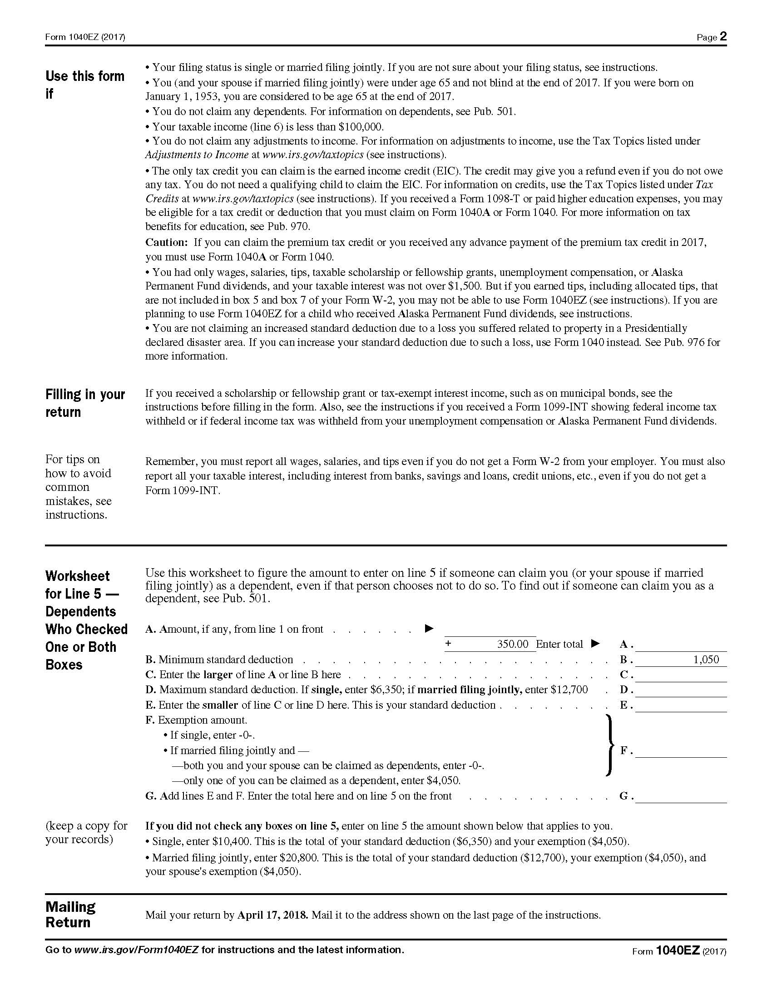 Form 1040EZ (2017) Page 2
Use this form
if
• Your filing status is single or married filing jointly. If you are not sure about your filing status, see instructions.
• You (and your spouse if married filing jointly) were under age 65 and not blind at the end of 2017. If you were born on
January 1, 1953, you are considered to be age 65 at the end of 2017.
• You do not claim any dependents. For information on dependents, see Pub. 501.
• Your taxable income (line 6) is less than $100,000.
• You do not claim any adjustments to income. For information on adjustments to income, use the Tax Topics listed under
Adjustments to Income at www.irs.gov/taxtopics (see instructions).
• The only tax credit you can claim is the earned income credit (EIC). The credit may give you a refund even if you do not owe
any tax. You do not need a qualifying child to claim the EIC. For information on credits, use the Tax Topics listed under Tax
Credits at www.irs.gov/taxtopics (see instructions). If you received a Form 1098-T or paid higher education expenses, you may
be eligible for a tax credit or deduction that you must claim on Form 1040A or Form 1040. For more information on tax
benefits for education, see Pub. 970.
Caution: If you can claim the premium tax credit or you received any advance payment of the premium tax credit in 2017,
you must use Form 1040A or Form 1040.
• You had only wages, salaries, tips, taxable scholarship or fellowship grants, unemployment compensation, or Alaska
Permanent Fund dividends, and your taxable interest was not over $1,500. But if you earned tips, including allocated tips, that
are not included in box 5 and box 7 of your Form W-2, you may not be able to use Form 1040EZ (see instructions). If you are
planning to use Form 1040EZ for a child who received Alaska Permanent Fund dividends, see instructions.
• You are not claiming an increased standard deduction due to a loss you suffered related to property in a Presidentially
declared disaster area. If you can increase your standard deduction due to such a loss, use Form 1040 instead. See Pub. 976 for
more information.
Filling in your
return
If you received a scholarship or fellowship grant or tax-exempt interest income, such as on municipal bonds, see the
instructions before filling in the form. Also, see the instructions if you received a Form 1099-INT showing federal income tax
withheld or if federal income tax was withheld from your unemployment compensation or Alaska Permanent Fund dividends.
For tips on
how to avoid
common
mistakes, see
instructions.
Remember, you must report all wages, salaries, and tips even if you do not get a Form W-2 from your employer. You must also
report all your taxable interest, including interest from banks, savings and loans, credit unions, etc., even if you do not get a
Form 1099-INT.
Worksheet
for Line 5 —
Dependents
Who Checked
One or Both
Boxes
Use this worksheet to figure the amount to enter on line 5 if someone can claim you (or your spouse if married
filing jointly) as a dependent, even if that person chooses not to do so. To find out if someone can claim you as a
dependent, see Pub. 501.
A. Amount, if any, from line 1 on front . . . . . . ▶
+ 350.00 Enter total ▶ A.
B. Minimum standard deduction . . . . . . . . . . . . . . . . . . . . . B. 1,050
C. Enter the larger of line A or line B here . . . . . . . . . . . . . . . . . . C.
D. Maximum standard deduction. If single, enter $6,350; if married filing jointly, enter $12,700 . D.
E. Enter the smaller of line C or line D here. This is your standard deduction . . . . . . . . E.
F. Exemption amount.
• If single, enter -0-.
• If married filing jointly and — F.
—both you and your spouse can be claimed as dependents, enter -0-.
—only one of you can be claimed as a dependent, enter $4,050.
G. Add lines E and F. Enter the total here and on line 5 on the front . . . . . . . . . . G.
(keep a copy for
your records)
If you did not check any boxes on line 5, enter on line 5 the amount shown below that applies to you.
• Single, enter $10,400. This is the total of your standard deduction ($6,350) and your exemption ($4,050).
• Married filing jointly, enter $20,800. This is the total of your standard deduction ($12,700), your exemption ($4,050), and
your spouse's exemption ($4,050).
Mailing
Return
Mail your return by April 17, 2018. Mail it to the address shown on the last page of the instructions.
Go to www.irs.gov/Form1040EZ for instructions and the latest information. Form 1040EZ (2017)